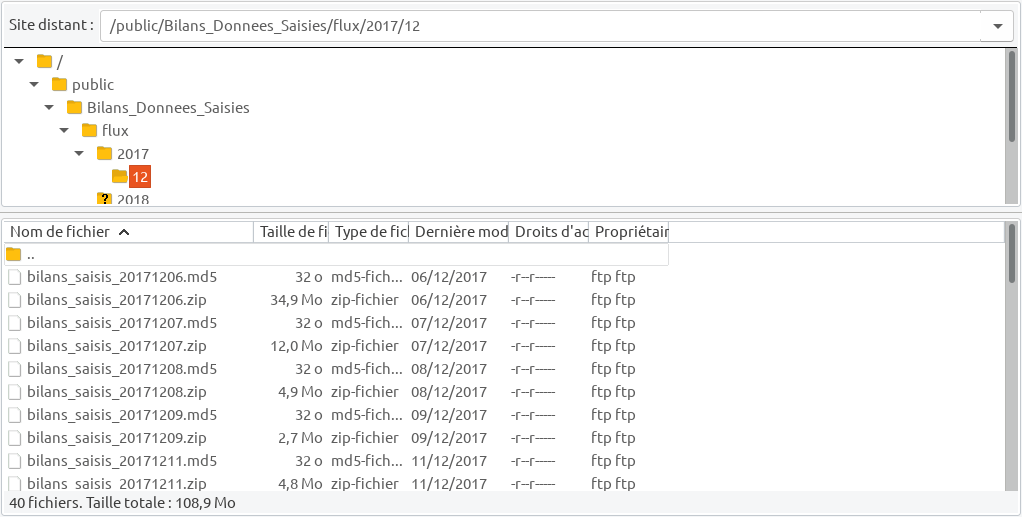 Site distant : /public/Bilans_Donnees_Saisies/flux/2017/12
/
public
Bilans_Donnees_Saisies
flux
2017
12
? 2018
Nom de fichier Taille de fi Type de fic Dernière mod Droits d'ac Propriétair
..
bilans_saisis_20171206.md5 32 o md5-fich... 06/12/2017 -r--r----- ftp ftp
bilans_saisis_20171206.zip 34,9 Mo zip-fichier 06/12/2017 -r--r----- ftp ftp
bilans_saisis_20171207.md5 32 o md5-fich... 07/12/2017 -r--r----- ftp ftp
bilans_saisis_20171207.zip 12,0 Mo zip-fichier 07/12/2017 -r--r----- ftp ftp
bilans_saisis_20171208.md5 32 o md5-fich... 08/12/2017 -r--r----- ftp ftp
bilans_saisis_20171208.zip 4,9 Mo zip-fichier 08/12/2017 -r--r----- ftp ftp
bilans_saisis_20171209.md5 32 o md5-fich... 09/12/2017 -r--r----- ftp ftp
bilans_saisis_20171209.zip 2,7 Mo zip-fichier 09/12/2017 -r--r----- ftp ftp
bilans_saisis_20171211.md5 32 o md5-fich... 11/12/2017 -r--r----- ftp ftp
bilans_saisis_20171211.zip 4,8 Mo zip-fichier 11/12/2017 -r--r----- ftp ftp
40 fichiers. Taille totale : 108,9 Mo